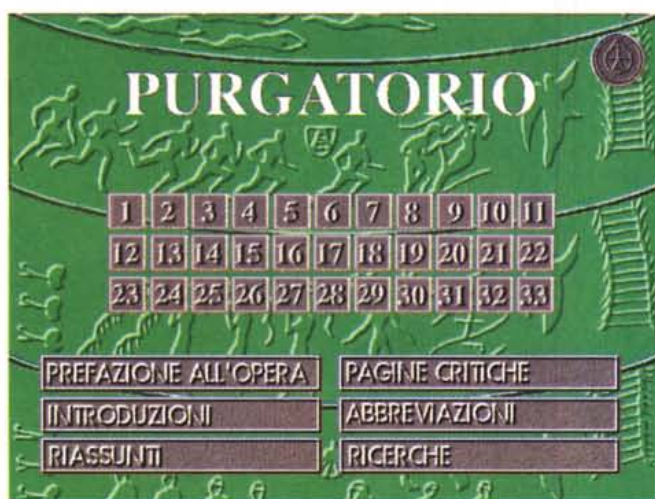 PURGATORIO
1 2 3 4 5 6 7 8 9 10 11
12 13 14 15 16 17 18 19 20 21 22
23 24 25 26 27 28 29 30 31 32 33
PREFAZIONE ALL'OPERA PAGINE CRITICHE
INTRODUZIONI ABBREVIAZIONI
RIASSUNTI RICERCHE